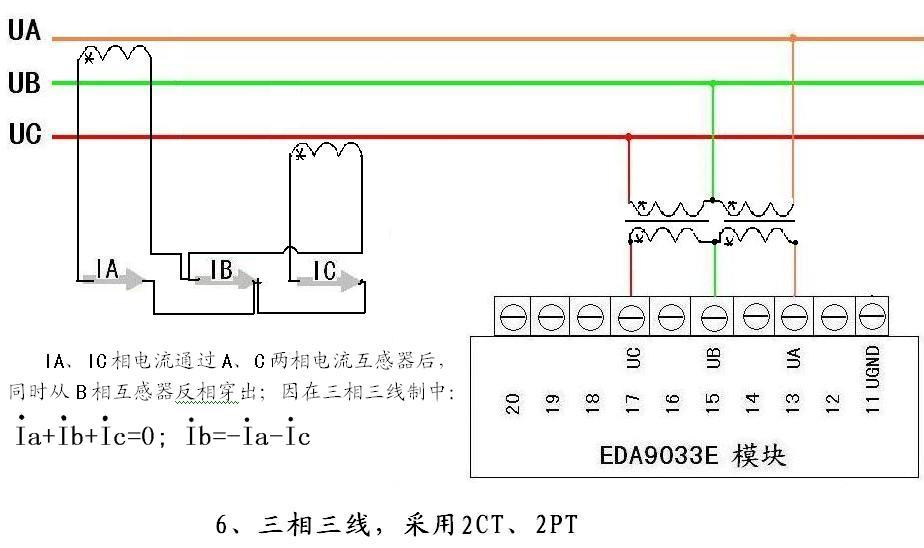 UA
UB
UC
* * * *
* *
IA IB IC
UC UB UA UGND
20 19 18 17 16 15 14 13 12 11
EDA9033E 模块
IA、IC相电流通过A、C两相电流互感器后，
同时从B相互感器反相穿出；因在三相三线制中：
İa+İb+İc=0；İb=-İa-İc
6、三相三线，采用2CT、2PT